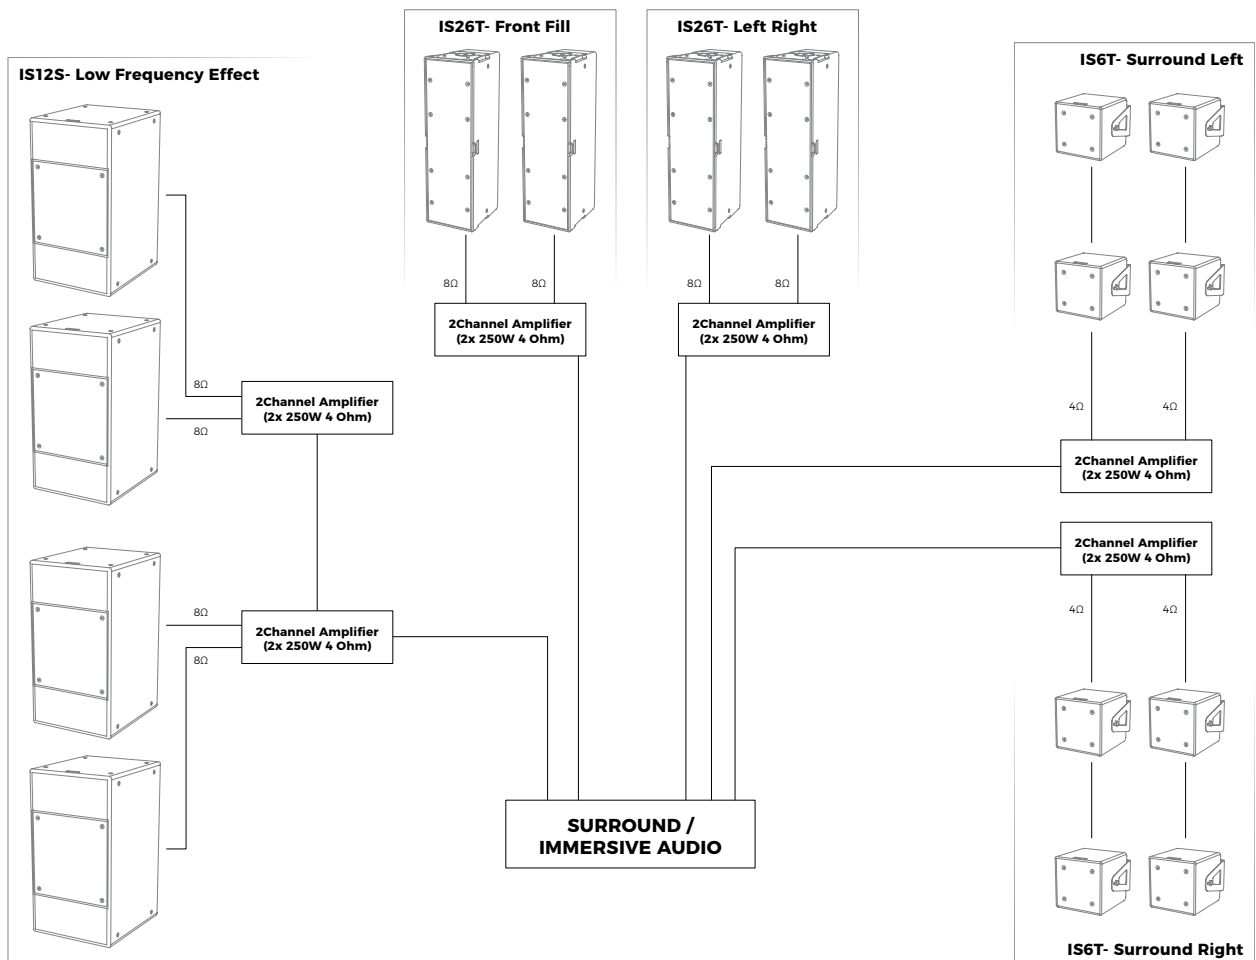 IS12S- Low Frequency Effect
IS26T- Front Fill
IS26T- Left Right
IS6T- Surround Left
8Ω
8Ω
8Ω
8Ω
2Channel Amplifier
(2x 250W 4 Ohm)
2Channel Amplifier
(2x 250W 4 Ohm)
8Ω
8Ω
2Channel Amplifier
(2x 250W 4 Ohm)
4Ω
4Ω
2Channel Amplifier
(2x 250W 4 Ohm)
2Channel Amplifier
(2x 250W 4 Ohm)
4Ω
4Ω
8Ω
8Ω
2Channel Amplifier
(2x 250W 4 Ohm)
SURROUND /
IMMERSIVE AUDIO
IS6T- Surround Right